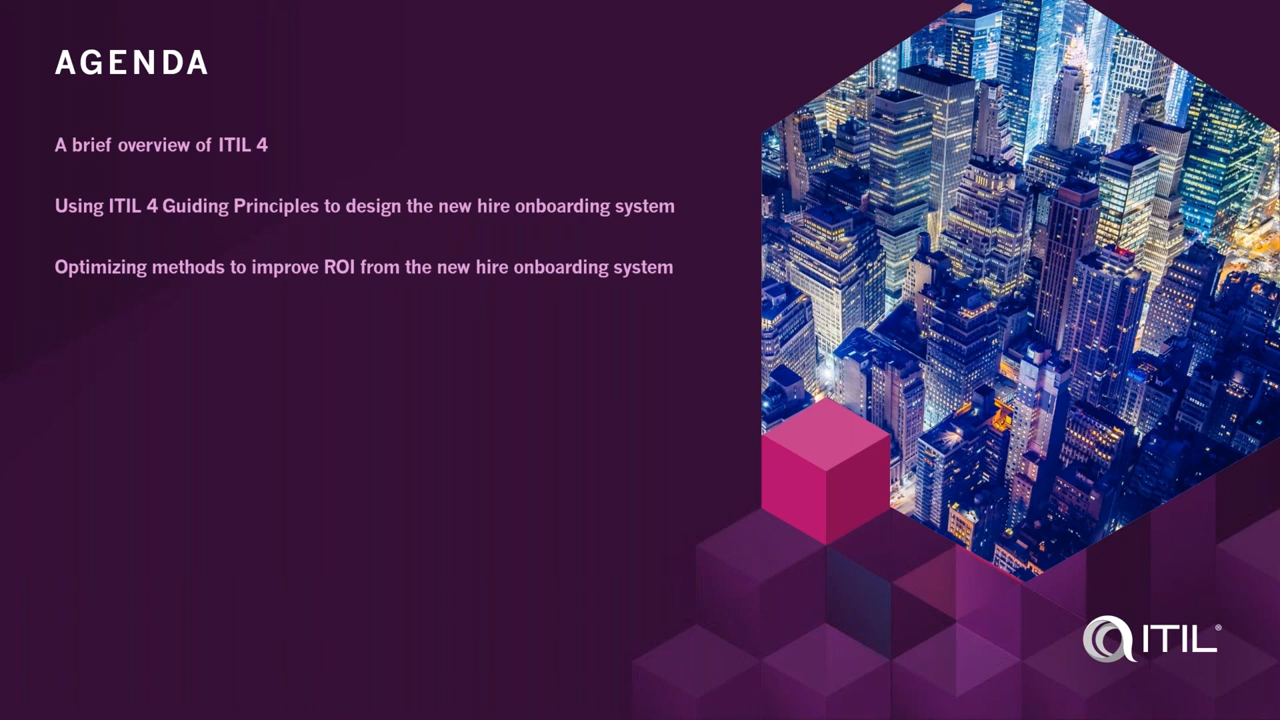 AGENDA
A brief overview of ITIL 4
Using ITIL 4 Guiding Principles to design the new hire onboarding system
Optimizing methods to improve ROI from the new hire onboarding system
ITIL®